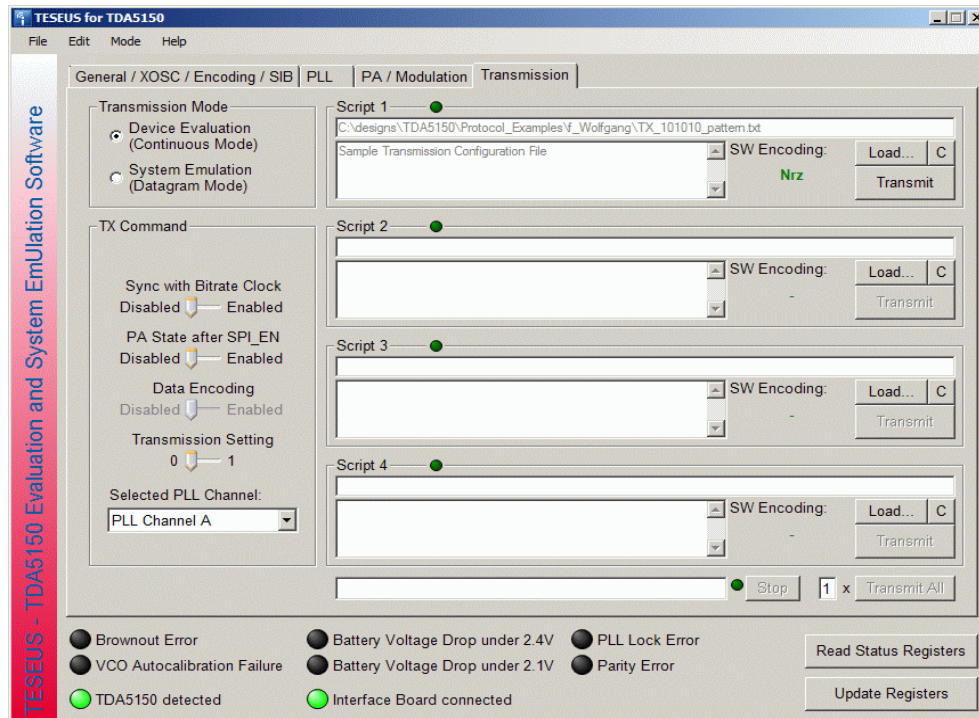 TESEUS for TDA5150
File Edit Mode Help
General / XOSC / Encoding / SIB PLL PA / Modulation Transmission
TESEUS - TDA5150 Evaluation and System EmUlation Software
Transmission Mode
Device Evaluation
(Continuous Mode)
System Emulation
(Datagram Mode)
TX Command
Sync with Bitrate Clock
Disabled Enabled
PA State after SPI_EN
Disabled Enabled
Data Encoding
Disabled Enabled
Transmission Setting
0 1
Selected PLL Channel:
PLL Channel A
Script 1
C:\designs\TDA5150\Protocol_Examples\f_Wolfgang\TX_101010_pattern.txt
Sample Transmission Configuration File
SW Encoding:
Nrz
Load... C
Transmit
Script 2
SW Encoding:
-
Load... C
Transmit
Script 3
SW Encoding:
-
Load... C
Transmit
Script 4
SW Encoding:
-
Load... C
Transmit
Stop 1 x Transmit All
Brownout Error Battery Voltage Drop under 2.4V PLL Lock Error
VCO Autocalibration Failure Battery Voltage Drop under 2.1V Parity Error
TDA5150 detected Interface Board connected
Read Status Registers
Update Registers